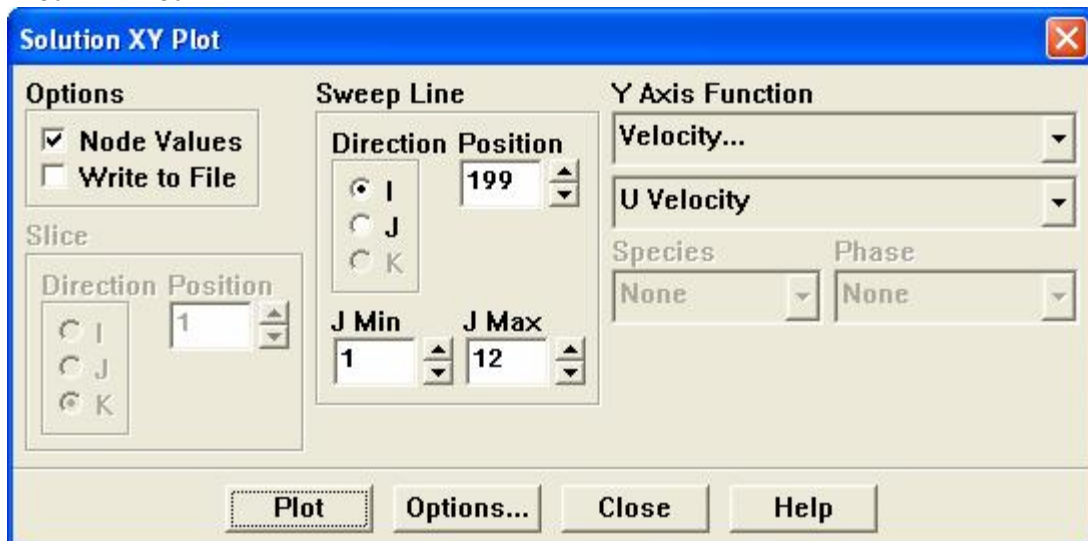 Solution XY Plot
Options
Node Values
Write to File
Slice
Direction Position
I
J
K
1
Sweep Line
Direction Position
I
J
K
199
J Min J Max
1 12
Y Axis Function
Velocity...
U Velocity
Species Phase
None None
Plot Options... Close Help